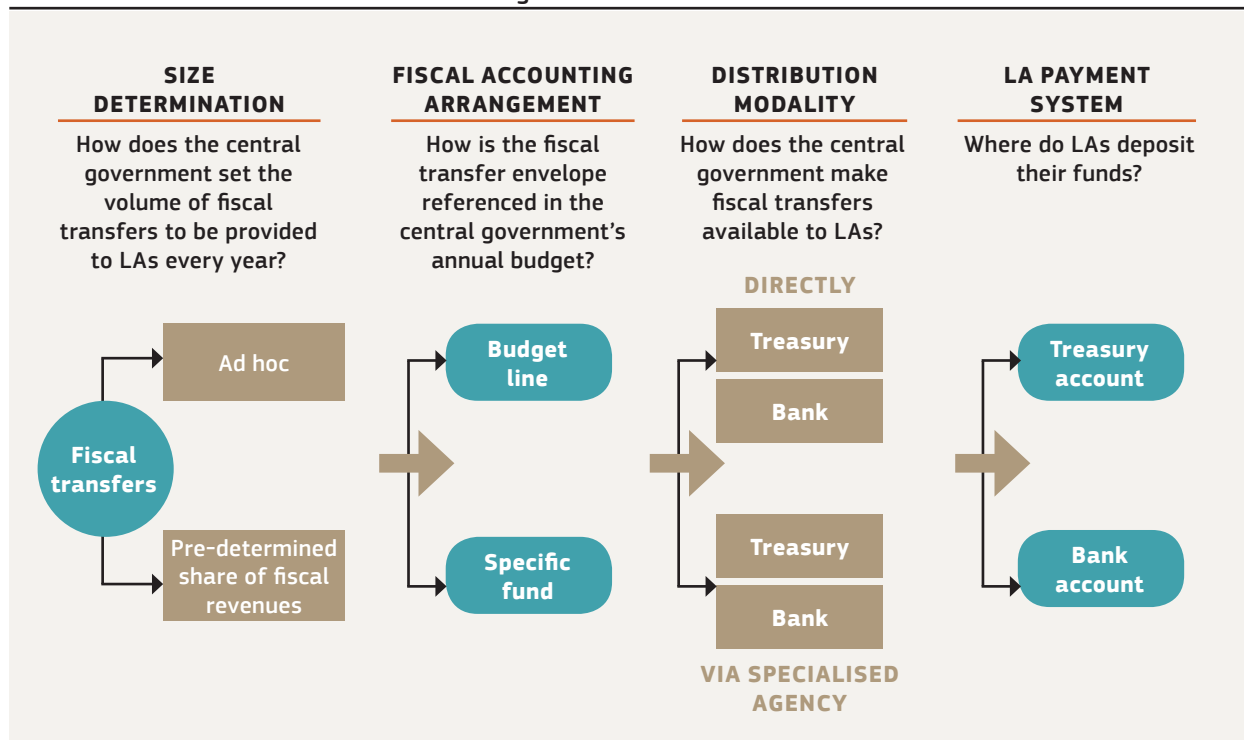 SIZE
DETERMINATION
How does the central
government set the
volume of fiscal
transfers to be provided
to LAs every year?
Fiscal
transfers
Ad hoc
Pre-determined
share of fiscal
revenues
FISCAL ACCOUNTING
ARRANGEMENT
How is the fiscal
transfer envelope
referenced in the
central government's
annual budget?
Budget
line
Specific
fund
DISTRIBUTION
MODALITY
How does the central
government make
fiscal transfers
available to LAs?
DIRECTLY
Treasury
Bank
Treasury
Bank
VIA SPECIALISED
AGENCY
LA PAYMENT
SYSTEM
Where do LAs deposit
their funds?
Treasury
account
Bank
account